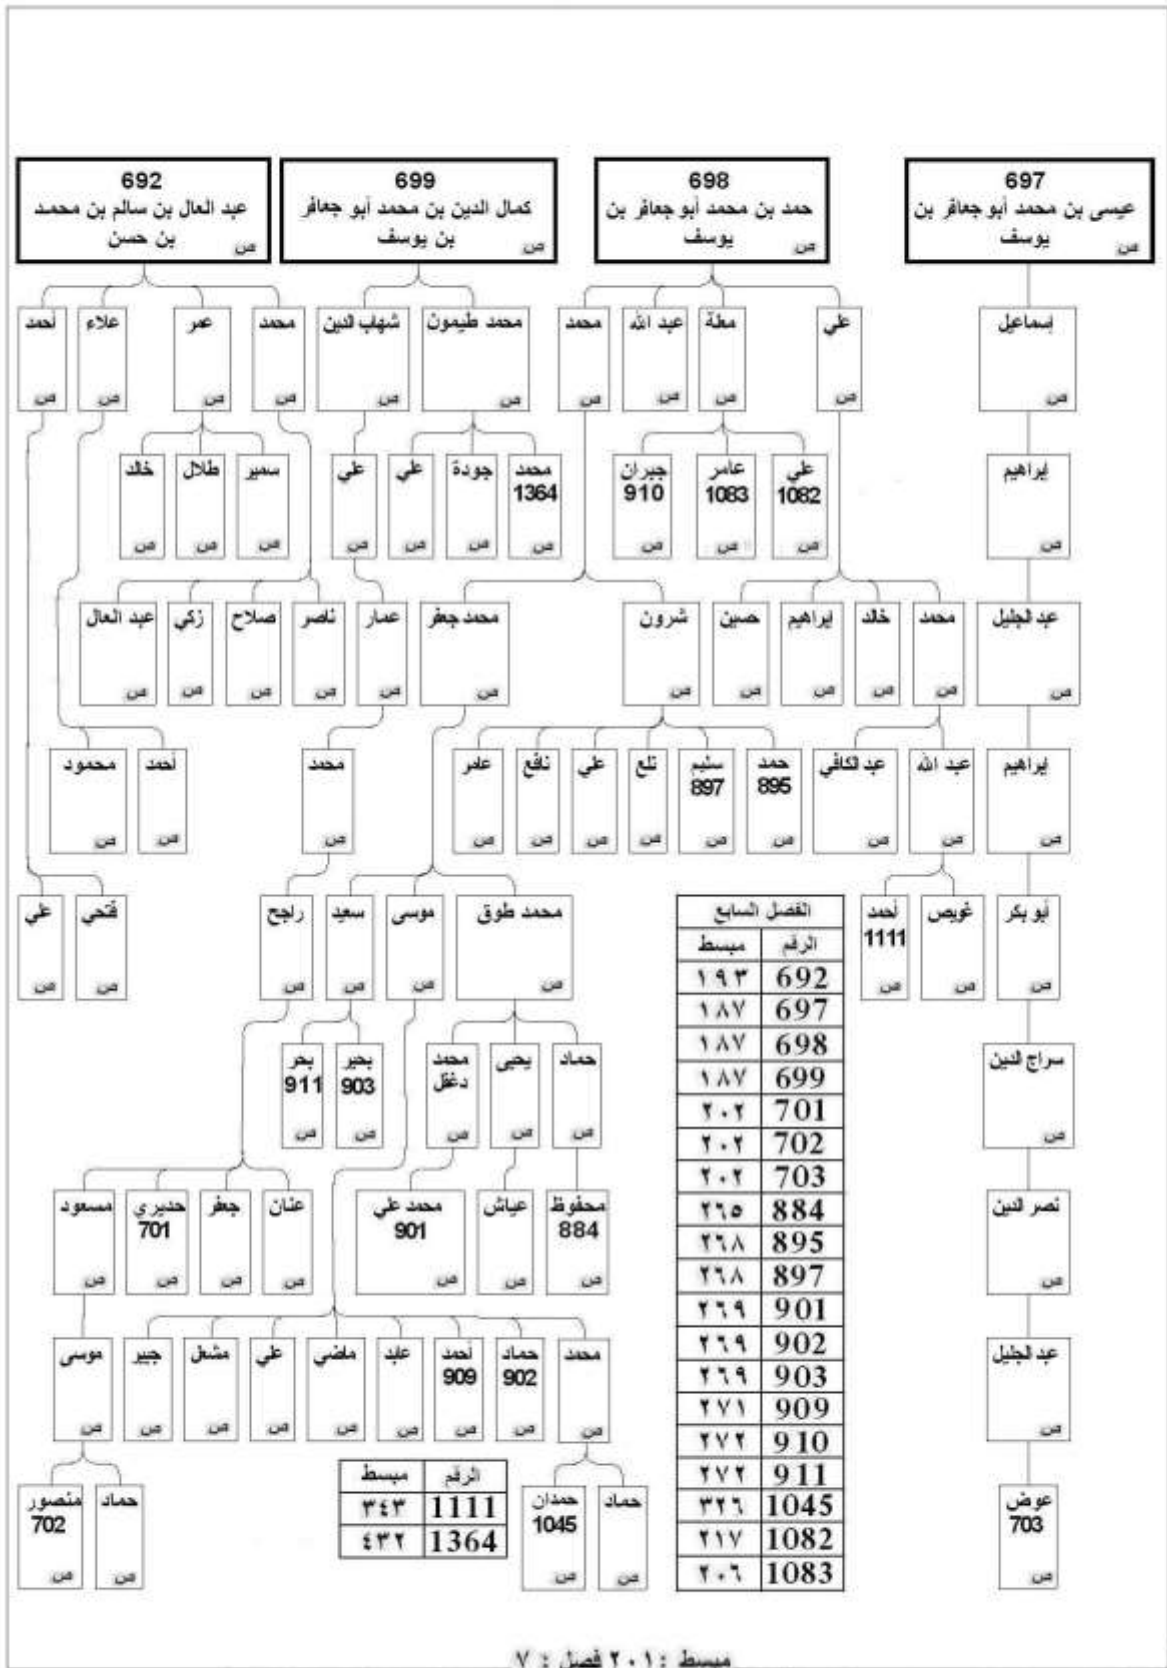 697
عيسى بن محمد أبو جعافر بن
يوسف
ص
698
حمد بن محمد أبو جعافر بن
يوسف
ص
699
كمال الدين بن محمد أبو جعافر
بن يوسف
ص
692
عبد العال بن سالم بن محمد
بن حسن
ص
إسماعيل
ص
علي
ص
معلة
ص
عبد الله
ص
محمد
ص
محمد طيمون
ص
شهاب الدين
ص
محمد
ص
عمر
ص
علاء
ص
أحمد
ص
إبراهيم
ص
علي
1082
ص
عامر
1083
ص
جبران
910
ص
محمد
1364
ص
جودة
ص
علي
ص
علي
ص
سمير
ص
طلال
ص
خالد
ص
عبد الجليل
ص
محمد
ص
خالد
ص
إبراهيم
ص
حسين
ص
شرون
ص
محمد جعفر
ص
عمار
ص
ناصر
ص
صلاح
ص
زكي
ص
عبد العال
ص
إبراهيم
ص
عبد الله
ص
عبد الكافي
ص
حمد
895
ص
سليم
897
ص
تلع
ص
علي
ص
نافع
ص
عامر
ص
محمد
ص
أحمد
ص
محمود
ص
أبو بكر
ص
غويص
ص
أحمد
1111
ص
محمد طوق
ص
موسى
ص
سعيد
ص
راجح
ص
فتحي
ص
علي
ص
سراج الدين
ص
حماد
ص
يحيى
ص
محمد
دغفل
ص
بحير
903
ص
بحر
911
ص
نصر الدين
ص
محفوظ
884
ص
عياش
ص
محمد علي
901
ص
عنان
ص
جعفر
ص
حديري
701
ص
مسعود
ص
عبد الجليل
ص
محمد
ص
حماد
902
ص
أحمد
909
ص
عابد
ص
ماضي
ص
علي
ص
مشعل
ص
جبير
ص
موسى
ص
عوض
703
ص
حماد
ص
حمدان
1045
ص
حماد
ص
منصور
702
ص
الفصل السابع
الرقم مبسط
692 ١٩٣
697 ١٨٧
698 ١٨٧
699 ١٨٧
701 ٢٠٢
702 ٢٠٢
703 ٢٠٢
884 ٢٦٥
895 ٢٦٨
897 ٢٦٨
901 ٢٦٩
902 ٢٦٩
903 ٢٦٩
909 ٢٧١
910 ٢٧٢
911 ٢٧٢
1045 ٣٢٦
1082 ٢١٧
1083 ٢٠٦
الرقم مبسط
1111 ٣٤٣
1364 ٤٣٢
مبسط : ٢٠١ فصل : ٧